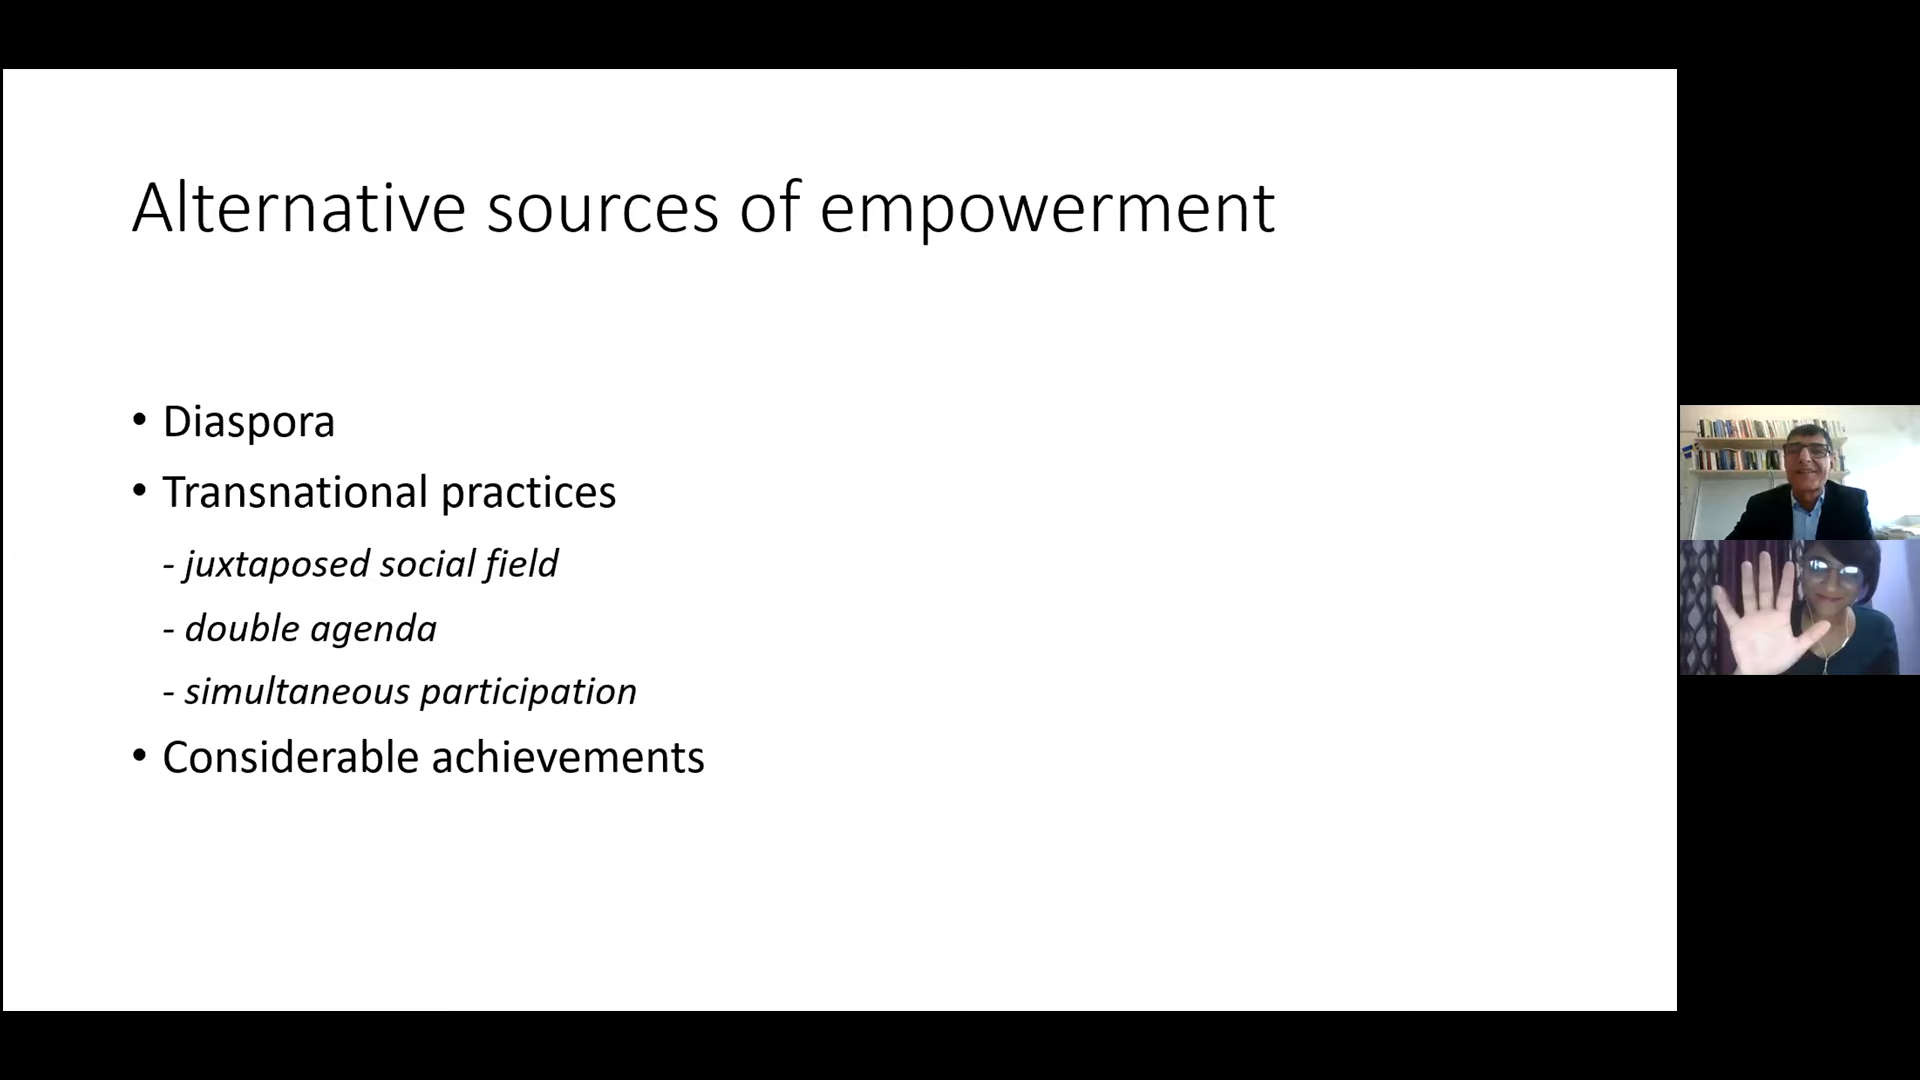 Alternative sources of empowerment
• Diaspora
• Transnational practices
- juxtaposed social field
- double agenda
- simultaneous participation
• Considerable achievements